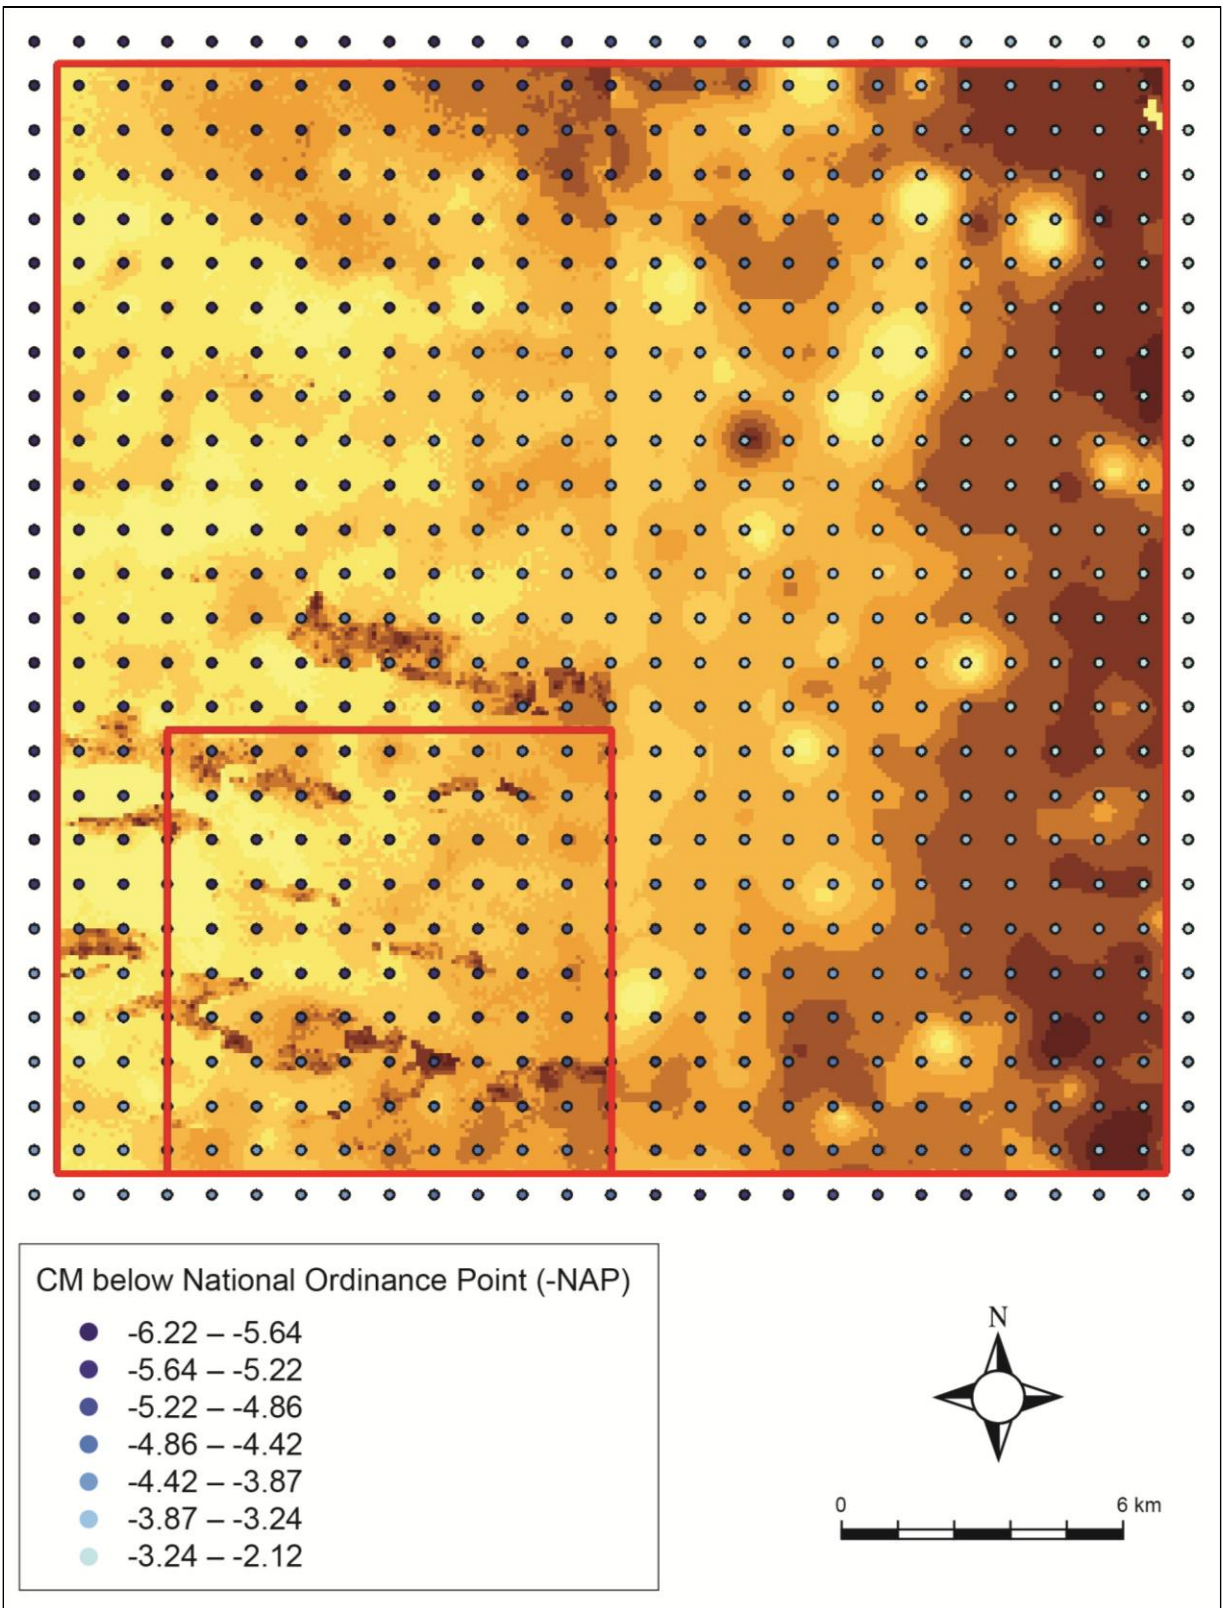 CM below National Ordinance Point (-NAP)
-6.22 – -5.64
-5.64 – -5.22
-5.22 – -4.86
-4.86 – -4.42
-4.42 – -3.87
-3.87 – -3.24
-3.24 – -2.12
N
0 6 km